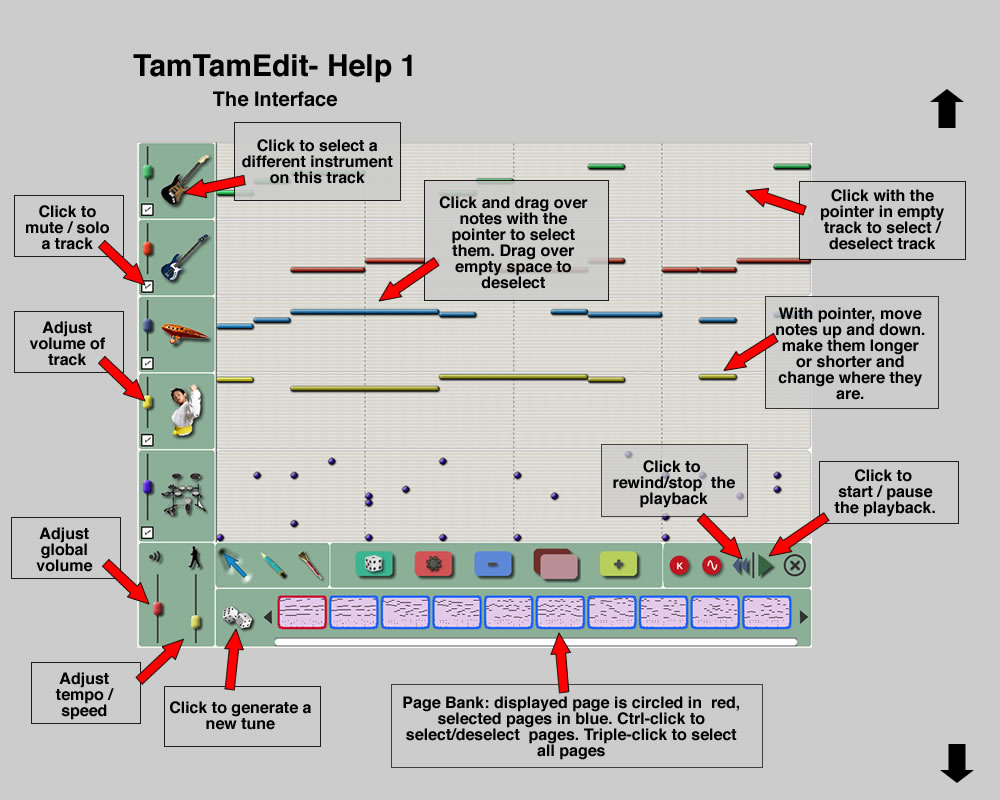 TamTamEdit- Help 1
The Interface
Click to select a
different instrument
on this track
Click to
mute / solo
a track
Click and drag over
notes with the
pointer to select
them. Drag over
empty space to
deselect
Click with the
pointer in empty
track to select /
deselect track
Adjust
volume of
track
With pointer, move
notes up and down.
make them longer
or shorter and
change where they
are.
Click to
rewind/stop the
playback
Click to
start / pause
the playback.
Adjust
global
volume
K
Adjust
tempo /
speed
Click to generate a
new tune
Page Bank: displayed page is circled in red,
selected pages in blue. Ctrl-click to
select/deselect pages. Triple-click to select
all pages